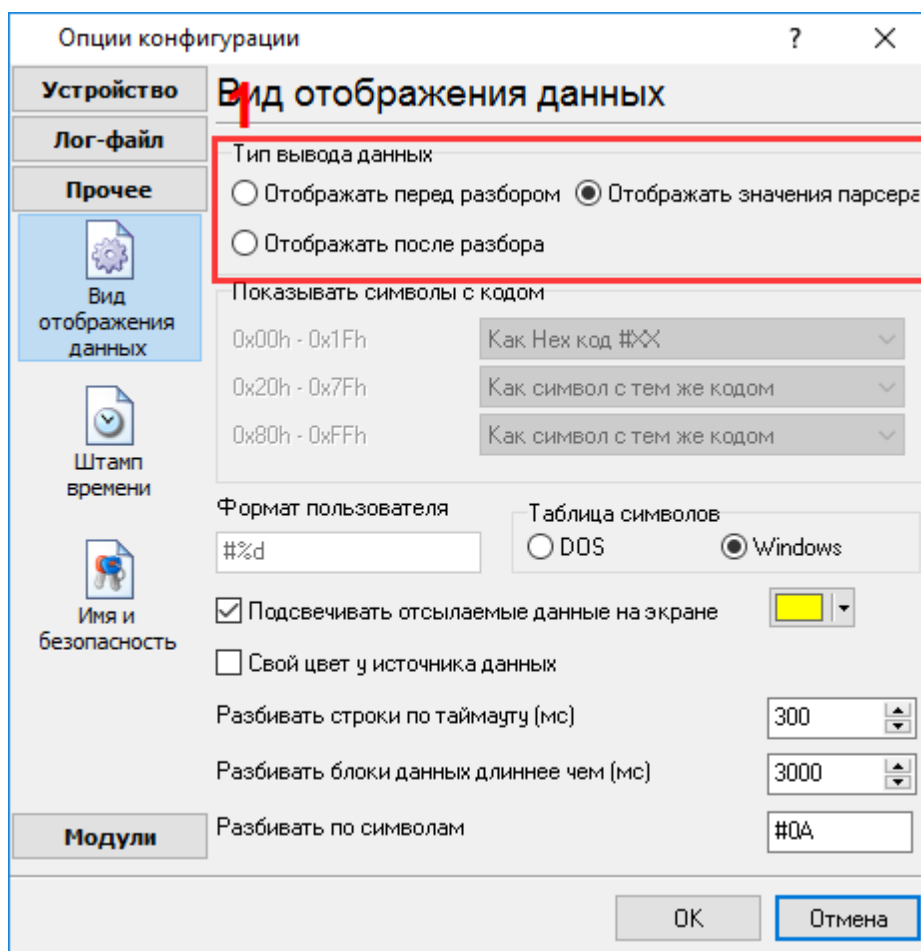 Опции конфигурации
?
Устройство
Лог-файл
Прочее
Вид
отображения
данных
Штамп
времени
Имя и
безопасность
Модули
Вид отображения данных
1
Тип вывода данных
Отображать перед разбором
Отображать значения парсера
Отображать после разбора
Показывать символы с кодом
0x00h - 0x1Fh
Как Hex код #XX
0x20h - 0x7Fh
Как символ с тем же кодом
0x80h - 0xFFh
Как символ с тем же кодом
Формат пользователя
#%d
Таблица символов
DOS
Windows
Подсвечивать отсылаемые данные на экране
Свой цвет у источника данных
Разбивать строки по таймауту (мс)
300
Разбивать блоки данных длиннее чем (мс)
3000
Разбивать по символам
#0A
OK
Отмена